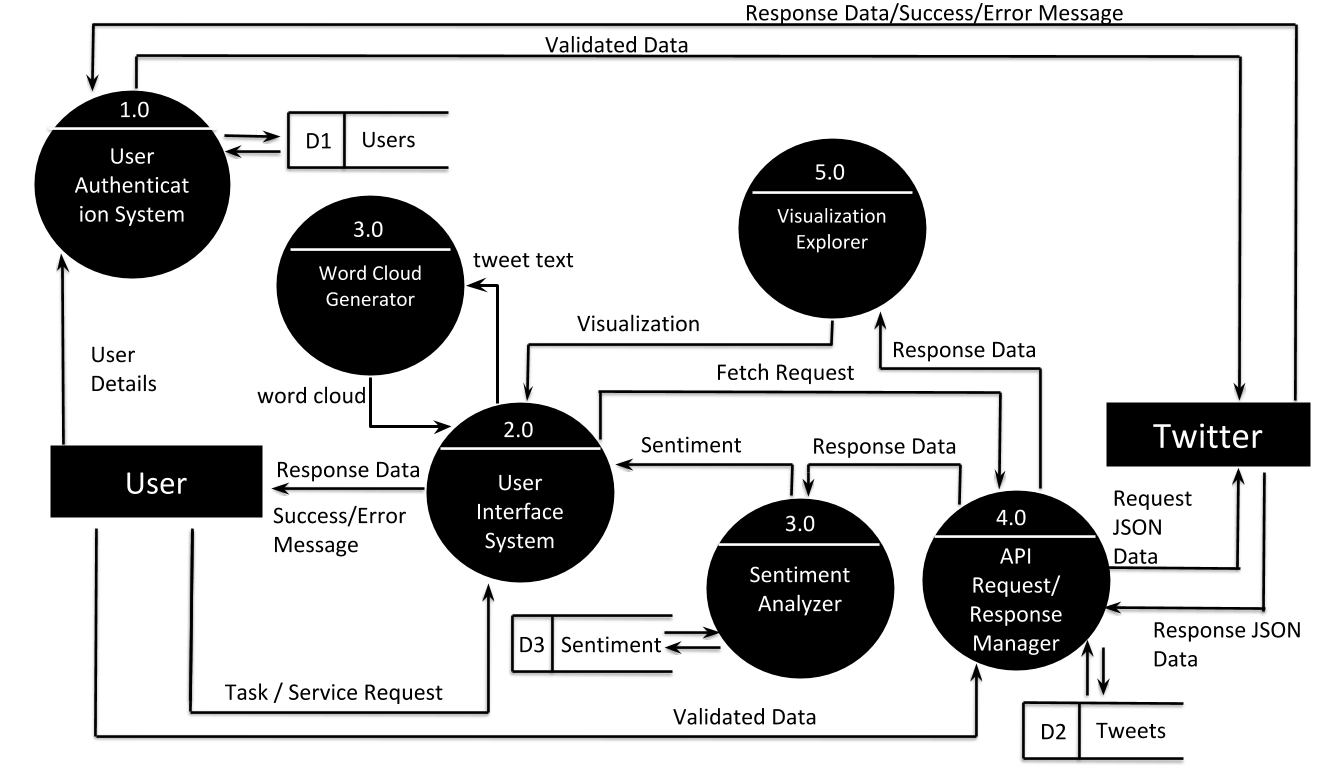 Response Data/Success/Error Message
Validated Data
1.0
User
Authenticat
ion System
D1
Users
5.0
Visualization
Explorer
3.0
Word Cloud
Generator
tweet text
Visualization
Response Data
User
Details
Fetch Request
word cloud
2.0
User
Interface
System
Sentiment
Response Data
Twitter
User
Response Data
Success/Error
Message
Request
JSON
Data
3.0
Sentiment
Analyzer
4.0
API
Request/
Response
Manager
D3
Sentiment
Response JSON
Data
Task / Service Request
Validated Data
D2
Tweets